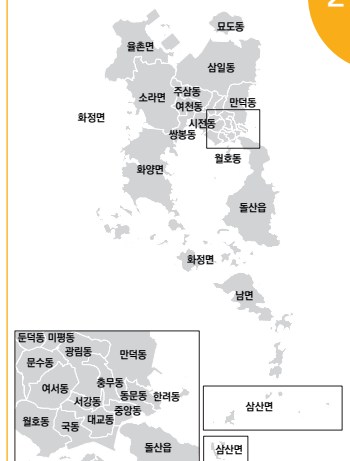 2
묘도동
율촌면
삼일동
소라면 주삼동
여천동 만덕동
화정면 시전동
쌍봉동
월호동
화양면
돌산읍
화정면
남면
둔덕동 미평동
광림동 만덕동
문수동
여서동 충무동
서강동 동문동 한려동
중앙동
월호동 국동 대교동
삼산면
돌산읍 삼산면